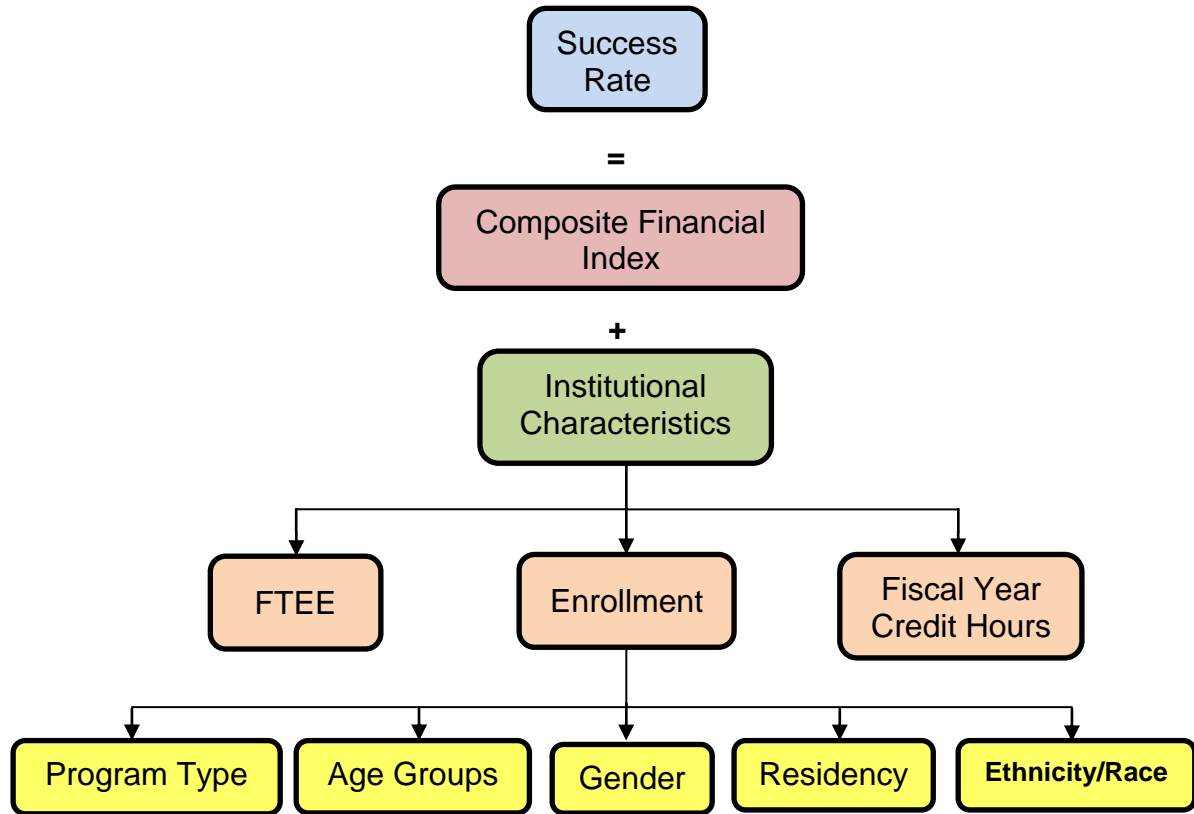 Success
Rate
=
Composite Financial
Index
+
Institutional
Characteristics
FTEE
Enrollment
Fiscal Year
Credit Hours
Program Type
Age Groups
Gender
Residency
Ethnicity/Race